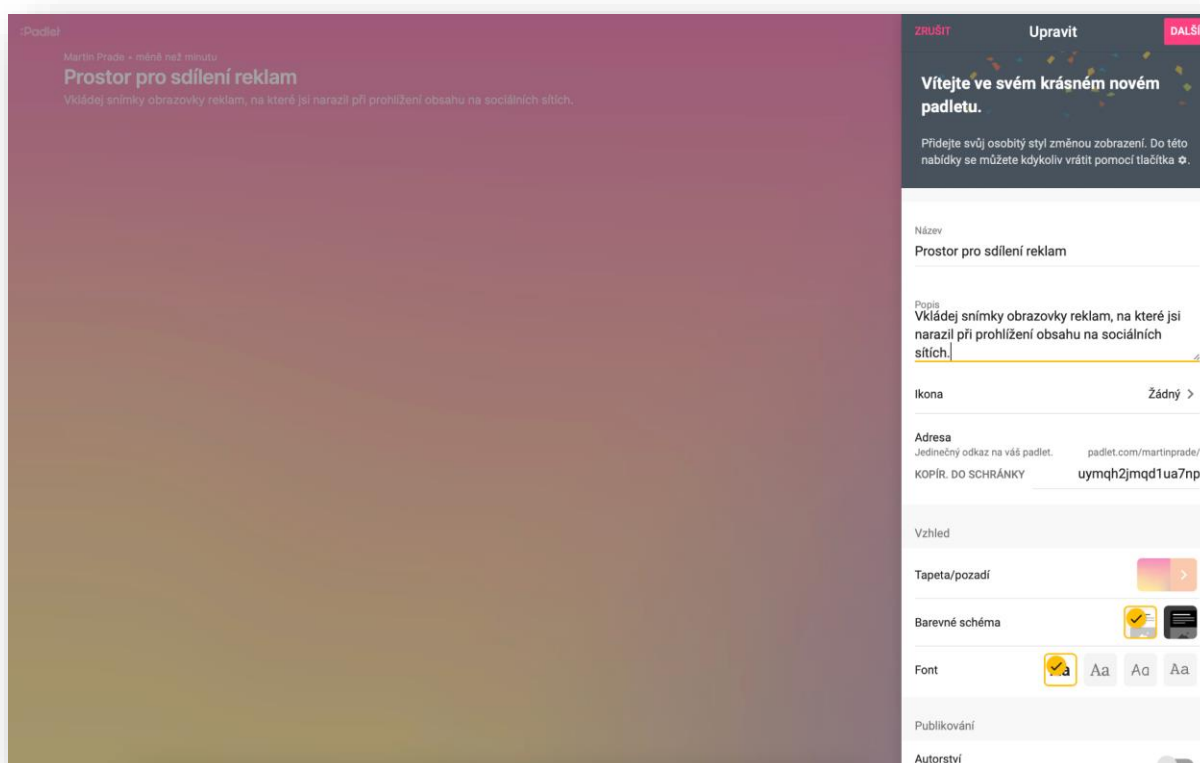 :Padlet
Martin Prade • méně než minutu
Prostor pro sdílení reklam
Vkládej snímky obrazovky reklam, na které jsi narazil při prohlížení obsahu na sociálních sítích.
ZRUŠIT Upravit DALŠÍ
Vítejte ve svém krásném novém
padletu.
Přidejte svůj osobitý styl změnou zobrazení. Do této
nabídky se můžete kdykoliv vrátit pomocí tlačítka ⚙.
Název
Prostor pro sdílení reklam
Popis
Vkládej snímky obrazovky reklam, na které jsi
narazil při prohlížení obsahu na sociálních
sítích.
Ikona Žádný >
Adresa
Jedinečný odkaz na váš padlet. padlet.com/martinprade/
KOPÍR. DO SCHRÁNKY uymqh2jmqd1ua7np
Vzhled
Tapeta/pozadí
Barevné schéma
Font Aa Aa Aa
Publikování
Autorství